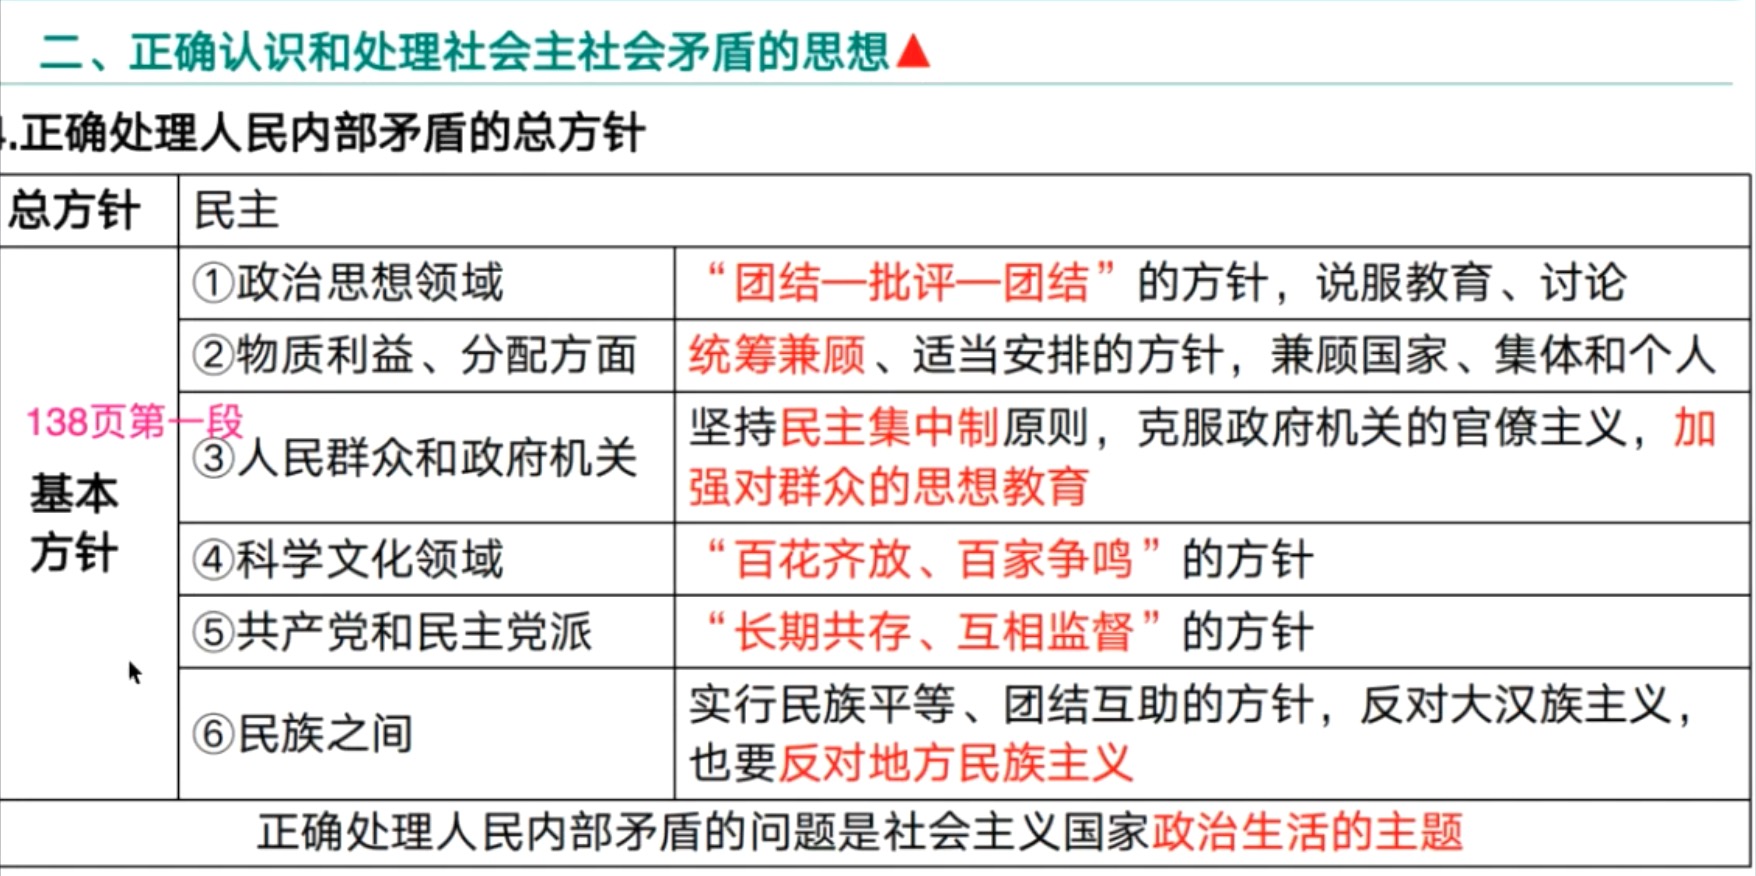 二、正确认识和处理社会主社会矛盾的思想
4.正确处理人民内部矛盾的总方针
总方针 民主
①政治思想领域 “团结—批评—团结”的方针，说服教育、讨论
②物质利益、分配方面 统筹兼顾、适当安排的方针，兼顾国家、集体和个人
138页第一段
基本
方针
③人民群众和政府机关 坚持民主集中制原则，克服政府机关的官僚主义，加
强对群众的思想教育
④科学文化领域 “百花齐放、百家争鸣”的方针
⑤共产党和民主党派 “长期共存、互相监督”的方针
⑥民族之间 实行民族平等、团结互助的方针，反对大汉族主义，
也要反对地方民族主义
正确处理人民内部矛盾的问题是社会主义国家政治生活的主题